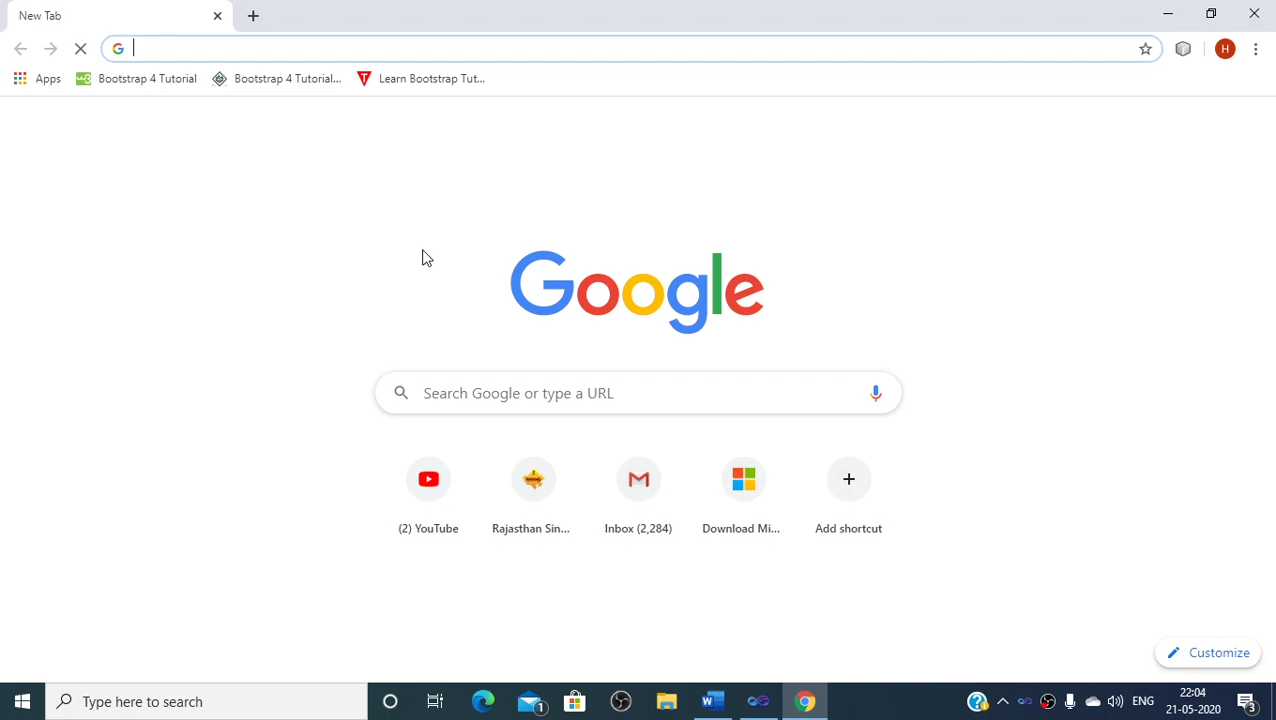 New Tab
Apps
Bootstrap 4 Tutorial
Bootstrap 4 Tutorial...
Learn Bootstrap Tut...
Google
Search Google or type a URL
(2) YouTube
Rajasthan Sin...
Inbox (2,284)
Download Mi...
Add shortcut
Customize
Type here to search
ENG
22:04
21-05-2020